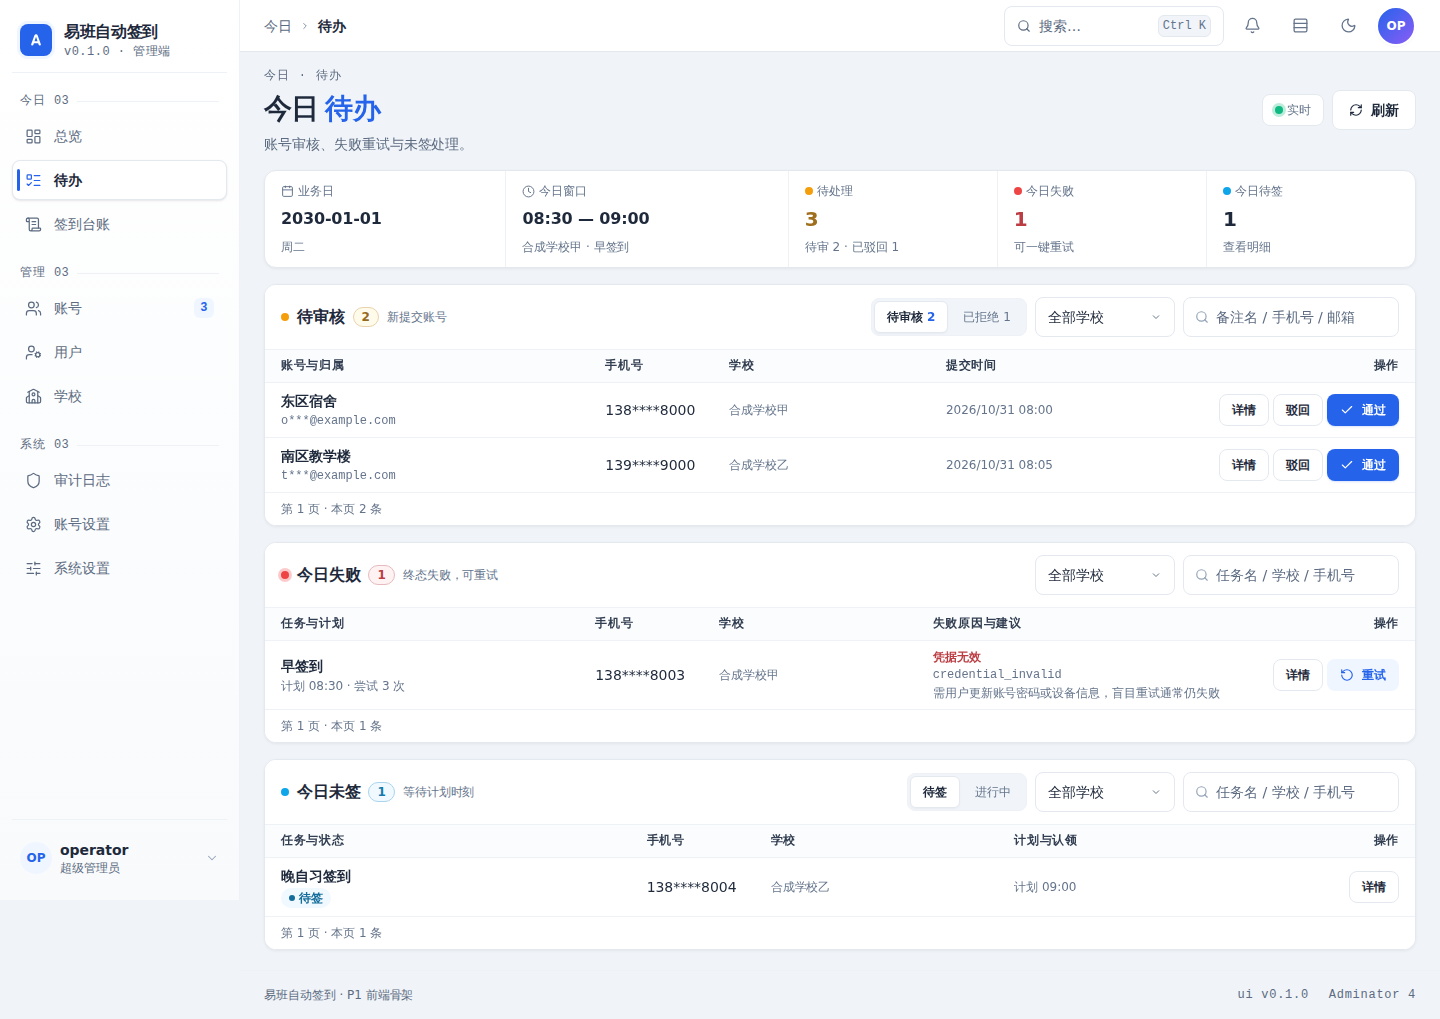 A
易班自动签到
v0.1.0 · 管理端
今日 03
总览
待办
签到台账
管理 03
账号 3
用户
学校
系统 03
审计日志
账号设置
系统设置
OP
operator
超级管理员
今日 › 待办
搜索… Ctrl K
OP
今日 · 待办
今日 待办
账号审核、失败重试与未签处理。
实时
刷新
业务日
2030-01-01
周二
今日窗口
08:30 — 09:00
合成学校甲 · 早签到
待处理
3
待审 2 · 已驳回 1
今日失败
1
可一键重试
今日待签
1
查看明细
待审核 2 新提交账号
待审核 2 已拒绝 1
全部学校
备注名 / 手机号 / 邮箱
账号与归属 手机号 学校 提交时间 操作
东区宿舍
o***@example.com
138****8000 合成学校甲 2026/10/31 08:00 详情 驳回 通过
南区教学楼
t***@example.com
139****9000 合成学校乙 2026/10/31 08:05 详情 驳回 通过
第 1 页 · 本页 2 条
今日失败 1 终态失败，可重试
全部学校
任务名 / 学校 / 手机号
任务与计划 手机号 学校 失败原因与建议 操作
早签到
计划 08:30 · 尝试 3 次
138****8003 合成学校甲
凭据无效
credential_invalid
需用户更新账号密码或设备信息，盲目重试通常仍失败
详情 重试
第 1 页 · 本页 1 条
今日未签 1 等待计划时刻
待签 进行中
全部学校
任务名 / 学校 / 手机号
任务与状态 手机号 学校 计划与认领 操作
晚自习签到
待签
138****8004 合成学校乙 计划 09:00 详情
第 1 页 · 本页 1 条
易班自动签到 · P1 前端骨架
ui v0.1.0 Adminator 4